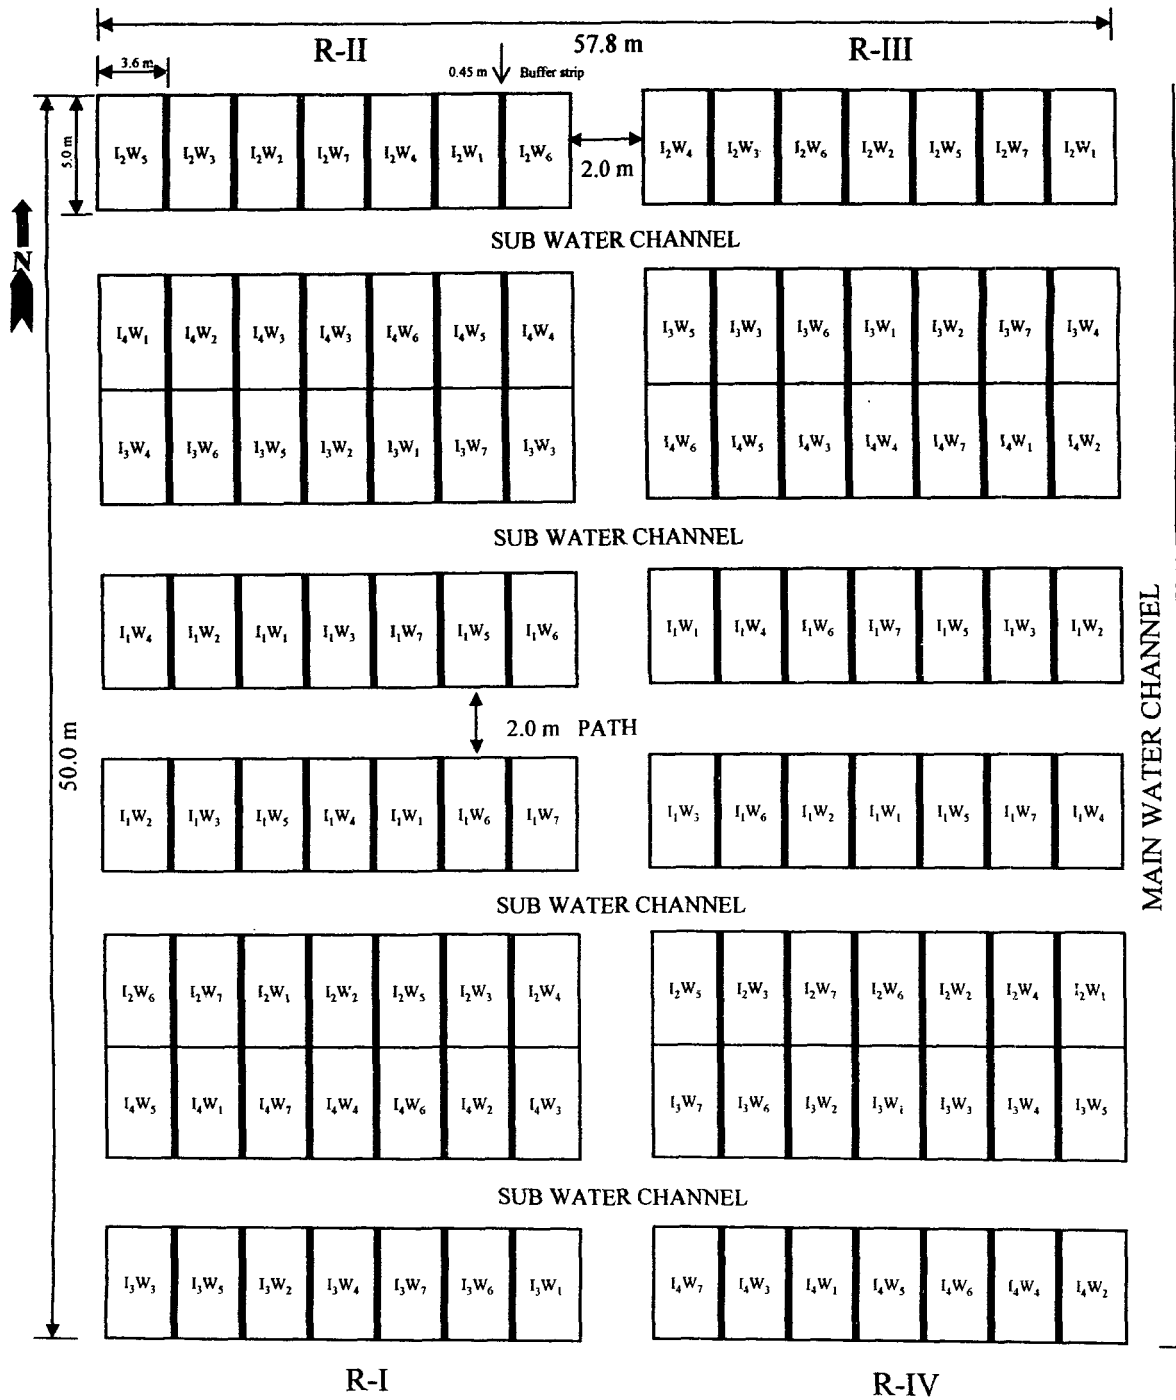 57.8 m
R-II R-III
3.6 m 0.45 m Buffer strip
5.0 m
I₂W₅ I₂W₃ I₂W₂ I₂W₇ I₂W₄ I₂W₁ I₂W₆ 2.0 m I₂W₄ I₂W₃ I₂W₆ I₂W₂ I₂W₅ I₂W₇ I₂W₁
N
SUB WATER CHANNEL
I₄W₁ I₄W₂ I₄W₃ I₄W₃ I₄W₆ I₄W₅ I₄W₄ I₃W₅ I₃W₃ I₃W₆ I₃W₁ I₃W₂ I₃W₇ I₃W₄
I₃W₄ I₃W₆ I₃W₅ I₃W₂ I₃W₁ I₃W₇ I₃W₃ I₄W₆ I₄W₅ I₄W₃ I₄W₄ I₄W₇ I₄W₁ I₄W₂
SUB WATER CHANNEL
I₁W₄ I₁W₂ I₁W₁ I₁W₃ I₁W₇ I₁W₅ I₁W₆ I₁W₁ I₁W₄ I₁W₆ I₁W₇ I₁W₅ I₁W₃ I₁W₂
2.0 m PATH
50.0 m
MAIN WATER CHANNEL
I₁W₂ I₁W₃ I₁W₅ I₁W₄ I₁W₁ I₁W₆ I₁W₇ I₁W₃ I₁W₆ I₁W₂ I₁W₁ I₁W₅ I₁W₇ I₁W₄
SUB WATER CHANNEL
I₂W₆ I₂W₇ I₂W₁ I₂W₂ I₂W₅ I₂W₃ I₂W₄ I₂W₅ I₂W₃ I₂W₇ I₂W₆ I₂W₂ I₂W₄ I₂W₁
I₄W₅ I₄W₁ I₄W₇ I₄W₄ I₄W₆ I₄W₂ I₄W₃ I₃W₇ I₃W₆ I₃W₂ I₃W₁ I₃W₃ I₃W₄ I₃W₅
SUB WATER CHANNEL
I₃W₃ I₃W₅ I₃W₂ I₃W₄ I₃W₇ I₃W₆ I₃W₁ I₄W₇ I₄W₃ I₄W₁ I₄W₅ I₄W₆ I₄W₄ I₄W₂
R-I R-IV